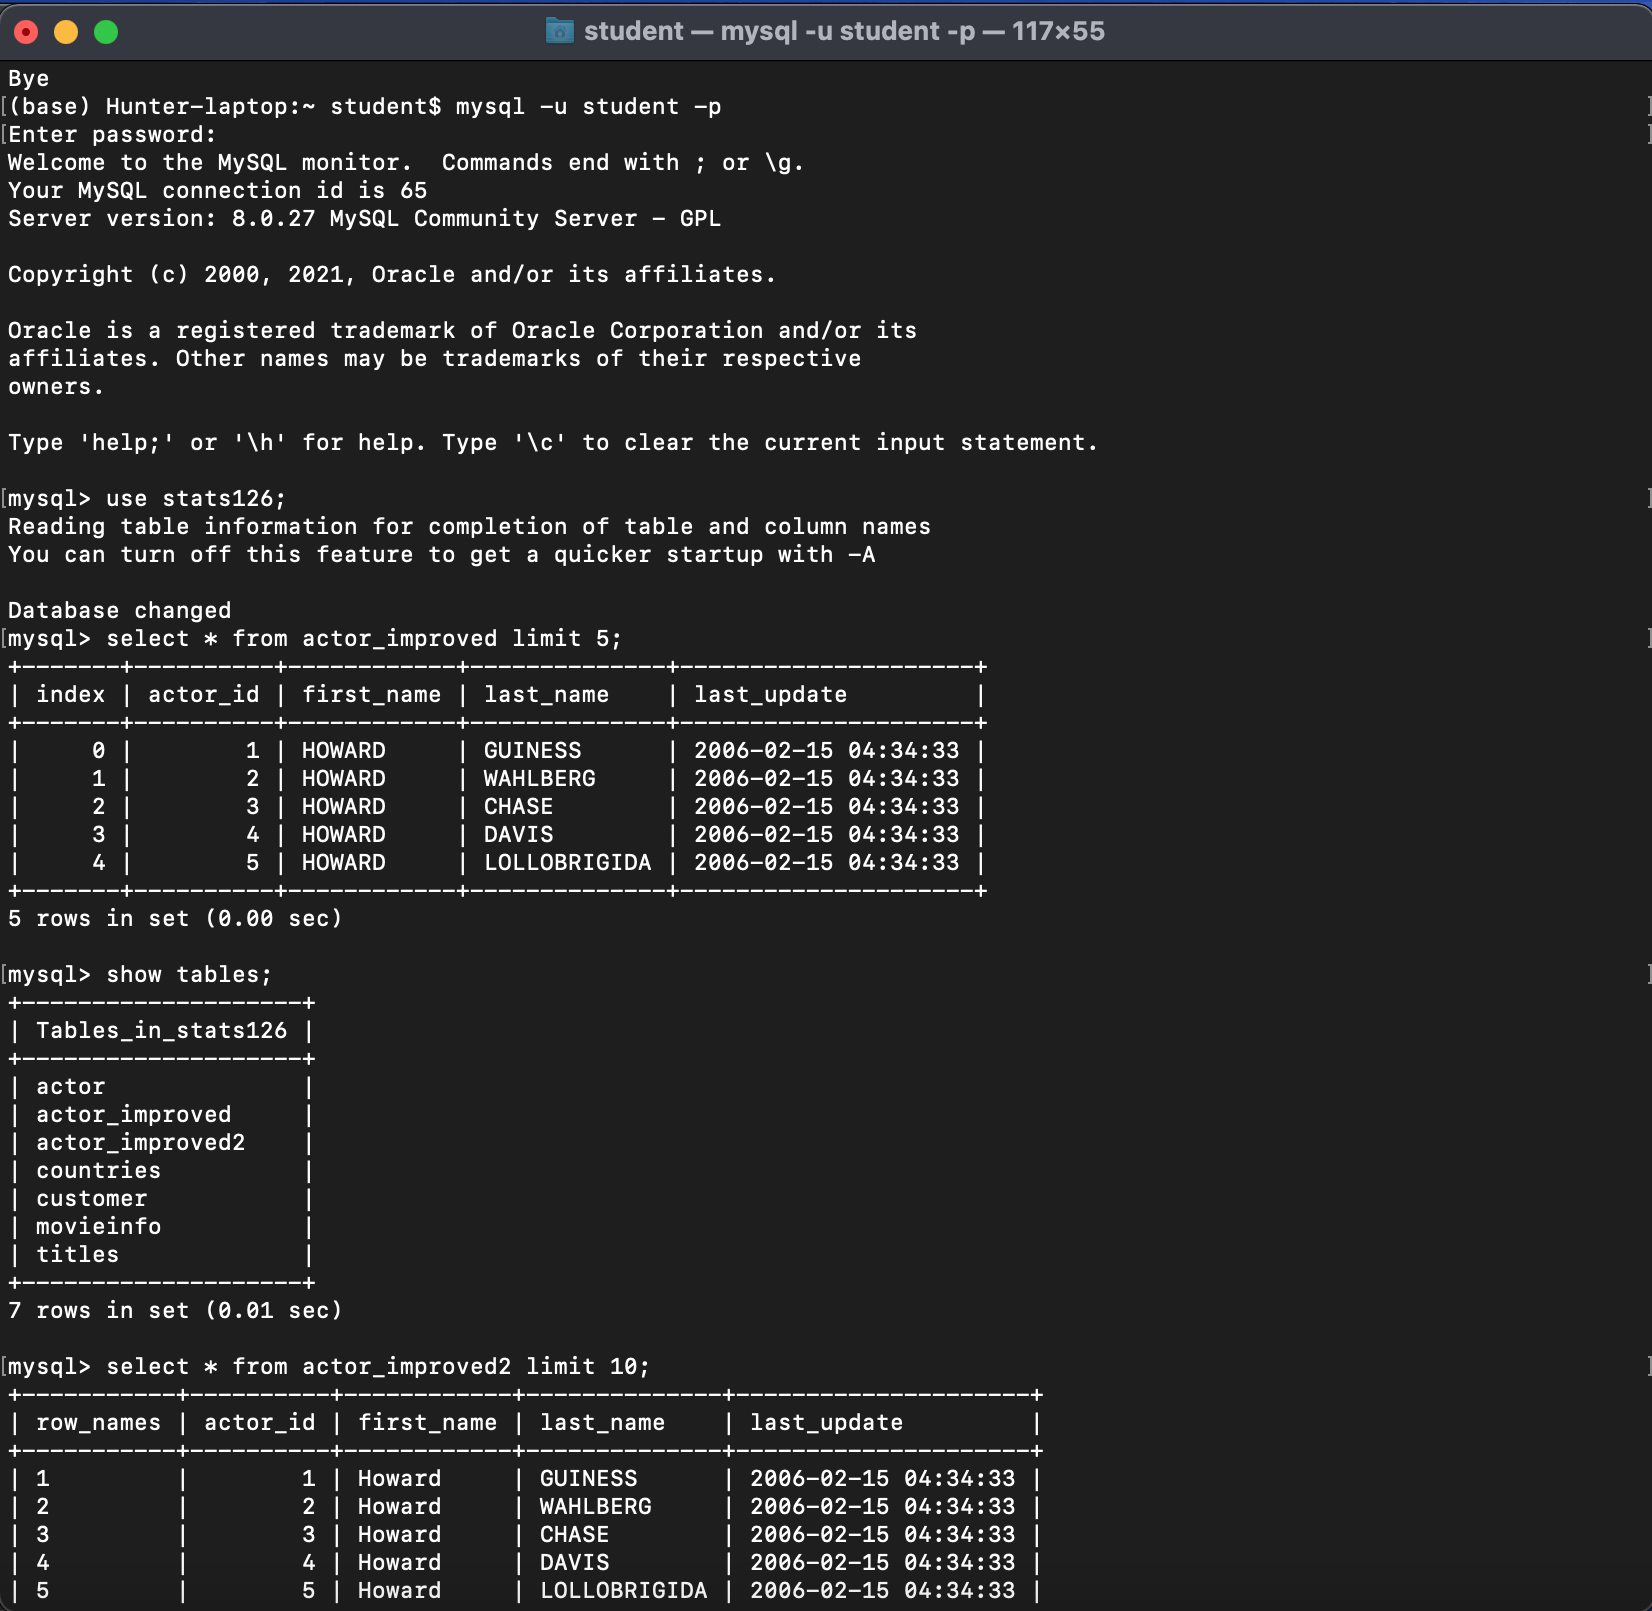 student — mysql -u student -p — 117×55
Bye
[(base) Hunter-laptop:~ student$ mysql -u student -p ]
[Enter password: ]
Welcome to the MySQL monitor.  Commands end with ; or \g.
Your MySQL connection id is 65
Server version: 8.0.27 MySQL Community Server - GPL

Copyright (c) 2000, 2021, Oracle and/or its affiliates.

Oracle is a registered trademark of Oracle Corporation and/or its
affiliates. Other names may be trademarks of their respective
owners.

Type 'help;' or '\h' for help. Type '\c' to clear the current input statement.

[mysql> use stats126; ]
Reading table information for completion of table and column names
You can turn off this feature to get a quicker startup with -A

Database changed
[mysql> select * from actor_improved limit 5; ]
+-------+----------+------------+--------------+---------------------+
| index | actor_id | first_name | last_name    | last_update         |
+-------+----------+------------+--------------+---------------------+
|     0 |        1 | HOWARD     | GUINESS      | 2006-02-15 04:34:33 |
|     1 |        2 | HOWARD     | WAHLBERG     | 2006-02-15 04:34:33 |
|     2 |        3 | HOWARD     | CHASE        | 2006-02-15 04:34:33 |
|     3 |        4 | HOWARD     | DAVIS        | 2006-02-15 04:34:33 |
|     4 |        5 | HOWARD     | LOLLOBRIGIDA | 2006-02-15 04:34:33 |
+-------+----------+------------+--------------+---------------------+
5 rows in set (0.00 sec)

[mysql> show tables; ]
+--------------------+
| Tables_in_stats126 |
+--------------------+
| actor              |
| actor_improved     |
| actor_improved2    |
| countries          |
| customer           |
| movieinfo          |
| titles             |
+--------------------+
7 rows in set (0.01 sec)

[mysql> select * from actor_improved2 limit 10; ]
+-----------+----------+------------+--------------+---------------------+
| row_names | actor_id | first_name | last_name    | last_update         |
+-----------+----------+------------+--------------+---------------------+
| 1         |        1 | Howard     | GUINESS      | 2006-02-15 04:34:33 |
| 2         |        2 | Howard     | WAHLBERG     | 2006-02-15 04:34:33 |
| 3         |        3 | Howard     | CHASE        | 2006-02-15 04:34:33 |
| 4         |        4 | Howard     | DAVIS        | 2006-02-15 04:34:33 |
| 5         |        5 | Howard     | LOLLOBRIGIDA | 2006-02-15 04:34:33 |